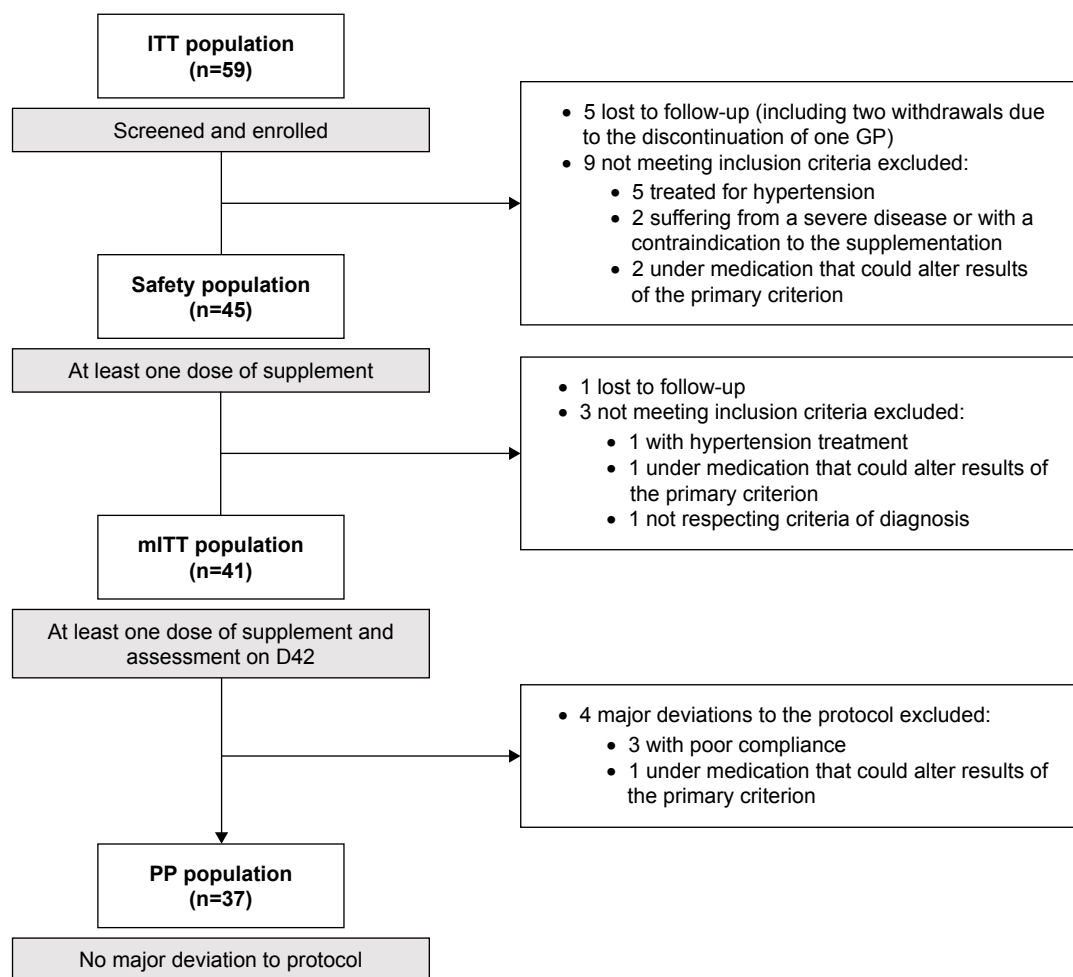 ITT population
(n=59)
Screened and enrolled
• 5 lost to follow-up (including two withdrawals due
to the discontinuation of one GP)
• 9 not meeting inclusion criteria excluded:
• 5 treated for hypertension
• 2 suffering from a severe disease or with a
contraindication to the supplementation
• 2 under medication that could alter results
of the primary criterion
Safety population
(n=45)
At least one dose of supplement
• 1 lost to follow-up
• 3 not meeting inclusion criteria excluded:
• 1 with hypertension treatment
• 1 under medication that could alter results of
the primary criterion
• 1 not respecting criteria of diagnosis
mITT population
(n=41)
At least one dose of supplement and
assessment on D42
• 4 major deviations to the protocol excluded:
• 3 with poor compliance
• 1 under medication that could alter results of
the primary criterion
PP population
(n=37)
No major deviation to protocol